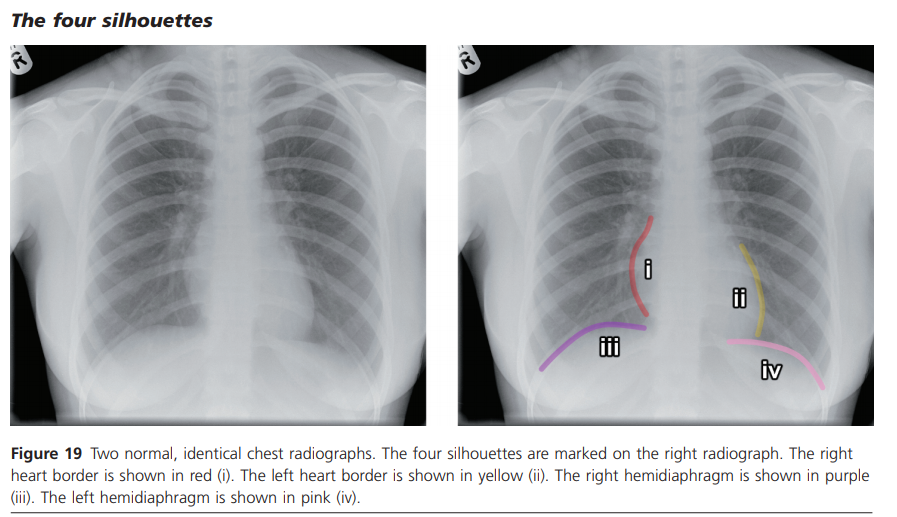 The four silhouettes
R
R
i
ii
iii
iv
Figure 19 Two normal, identical chest radiographs. The four silhouettes are marked on the right radiograph. The right
heart border is shown in red (i). The left heart border is shown in yellow (ii). The right hemidiaphragm is shown in purple
(iii). The left hemidiaphragm is shown in pink (iv).